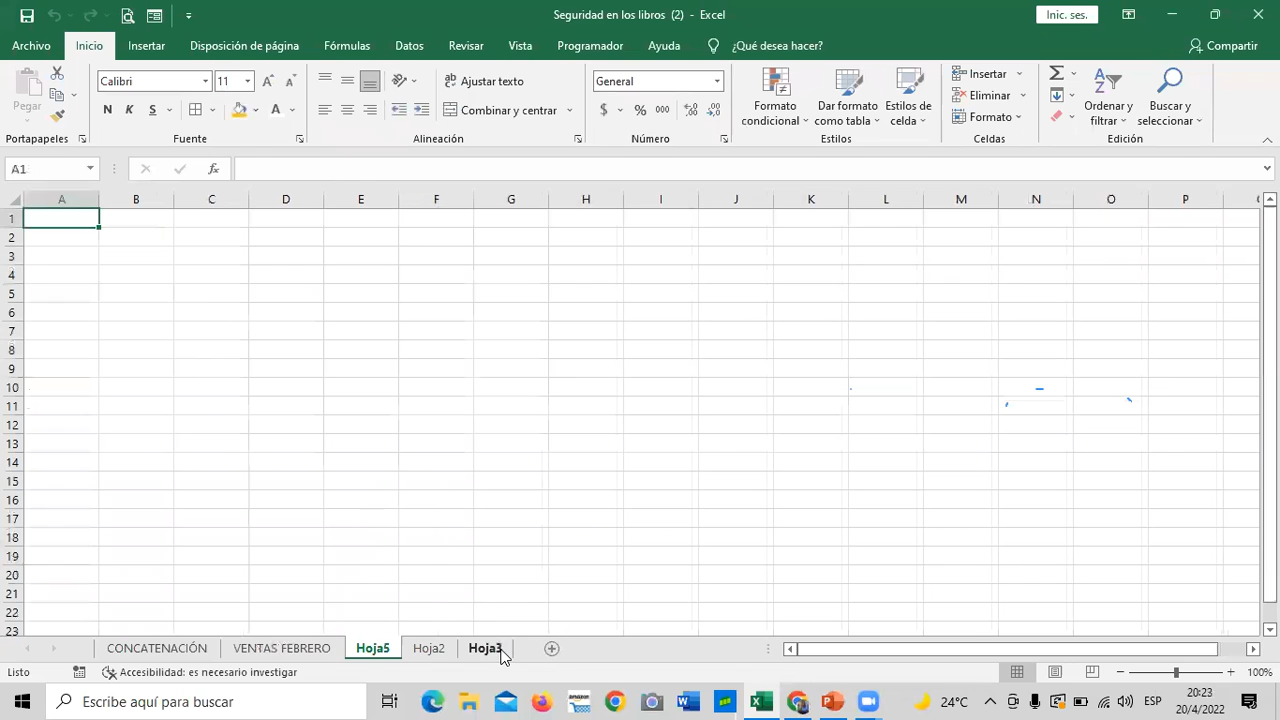 Seguridad en los libros (2) - Excel
Inic. ses.
Archivo Inicio Insertar Disposición de página Fórmulas Datos Revisar Vista Programador Ayuda ¿Qué desea hacer? Compartir
Pegar
Calibri 11
N K S
Ajustar texto
Combinar y centrar
General
$ % 000
Formato condicional
Dar formato como tabla
Estilos de celda
Insertar
Eliminar
Formato
Ordenar y filtrar
Buscar y seleccionar
Portapapeles Fuente Alineación Número Estilos Celdas Edición
A1 fx
A B C D E F G H I J K L M N O P
1
2
3
4
5
6
7
8
9
10
11
12
13
14
15
16
17
18
19
20
21
22
23
CONCATENACIÓN VENTAS FEBRERO Hoja5 Hoja2 Hoja3
Listo Accesibilidad: es necesario investigar 100%
Escribe aquí para buscar 24°C ESP 20:23
20/4/2022